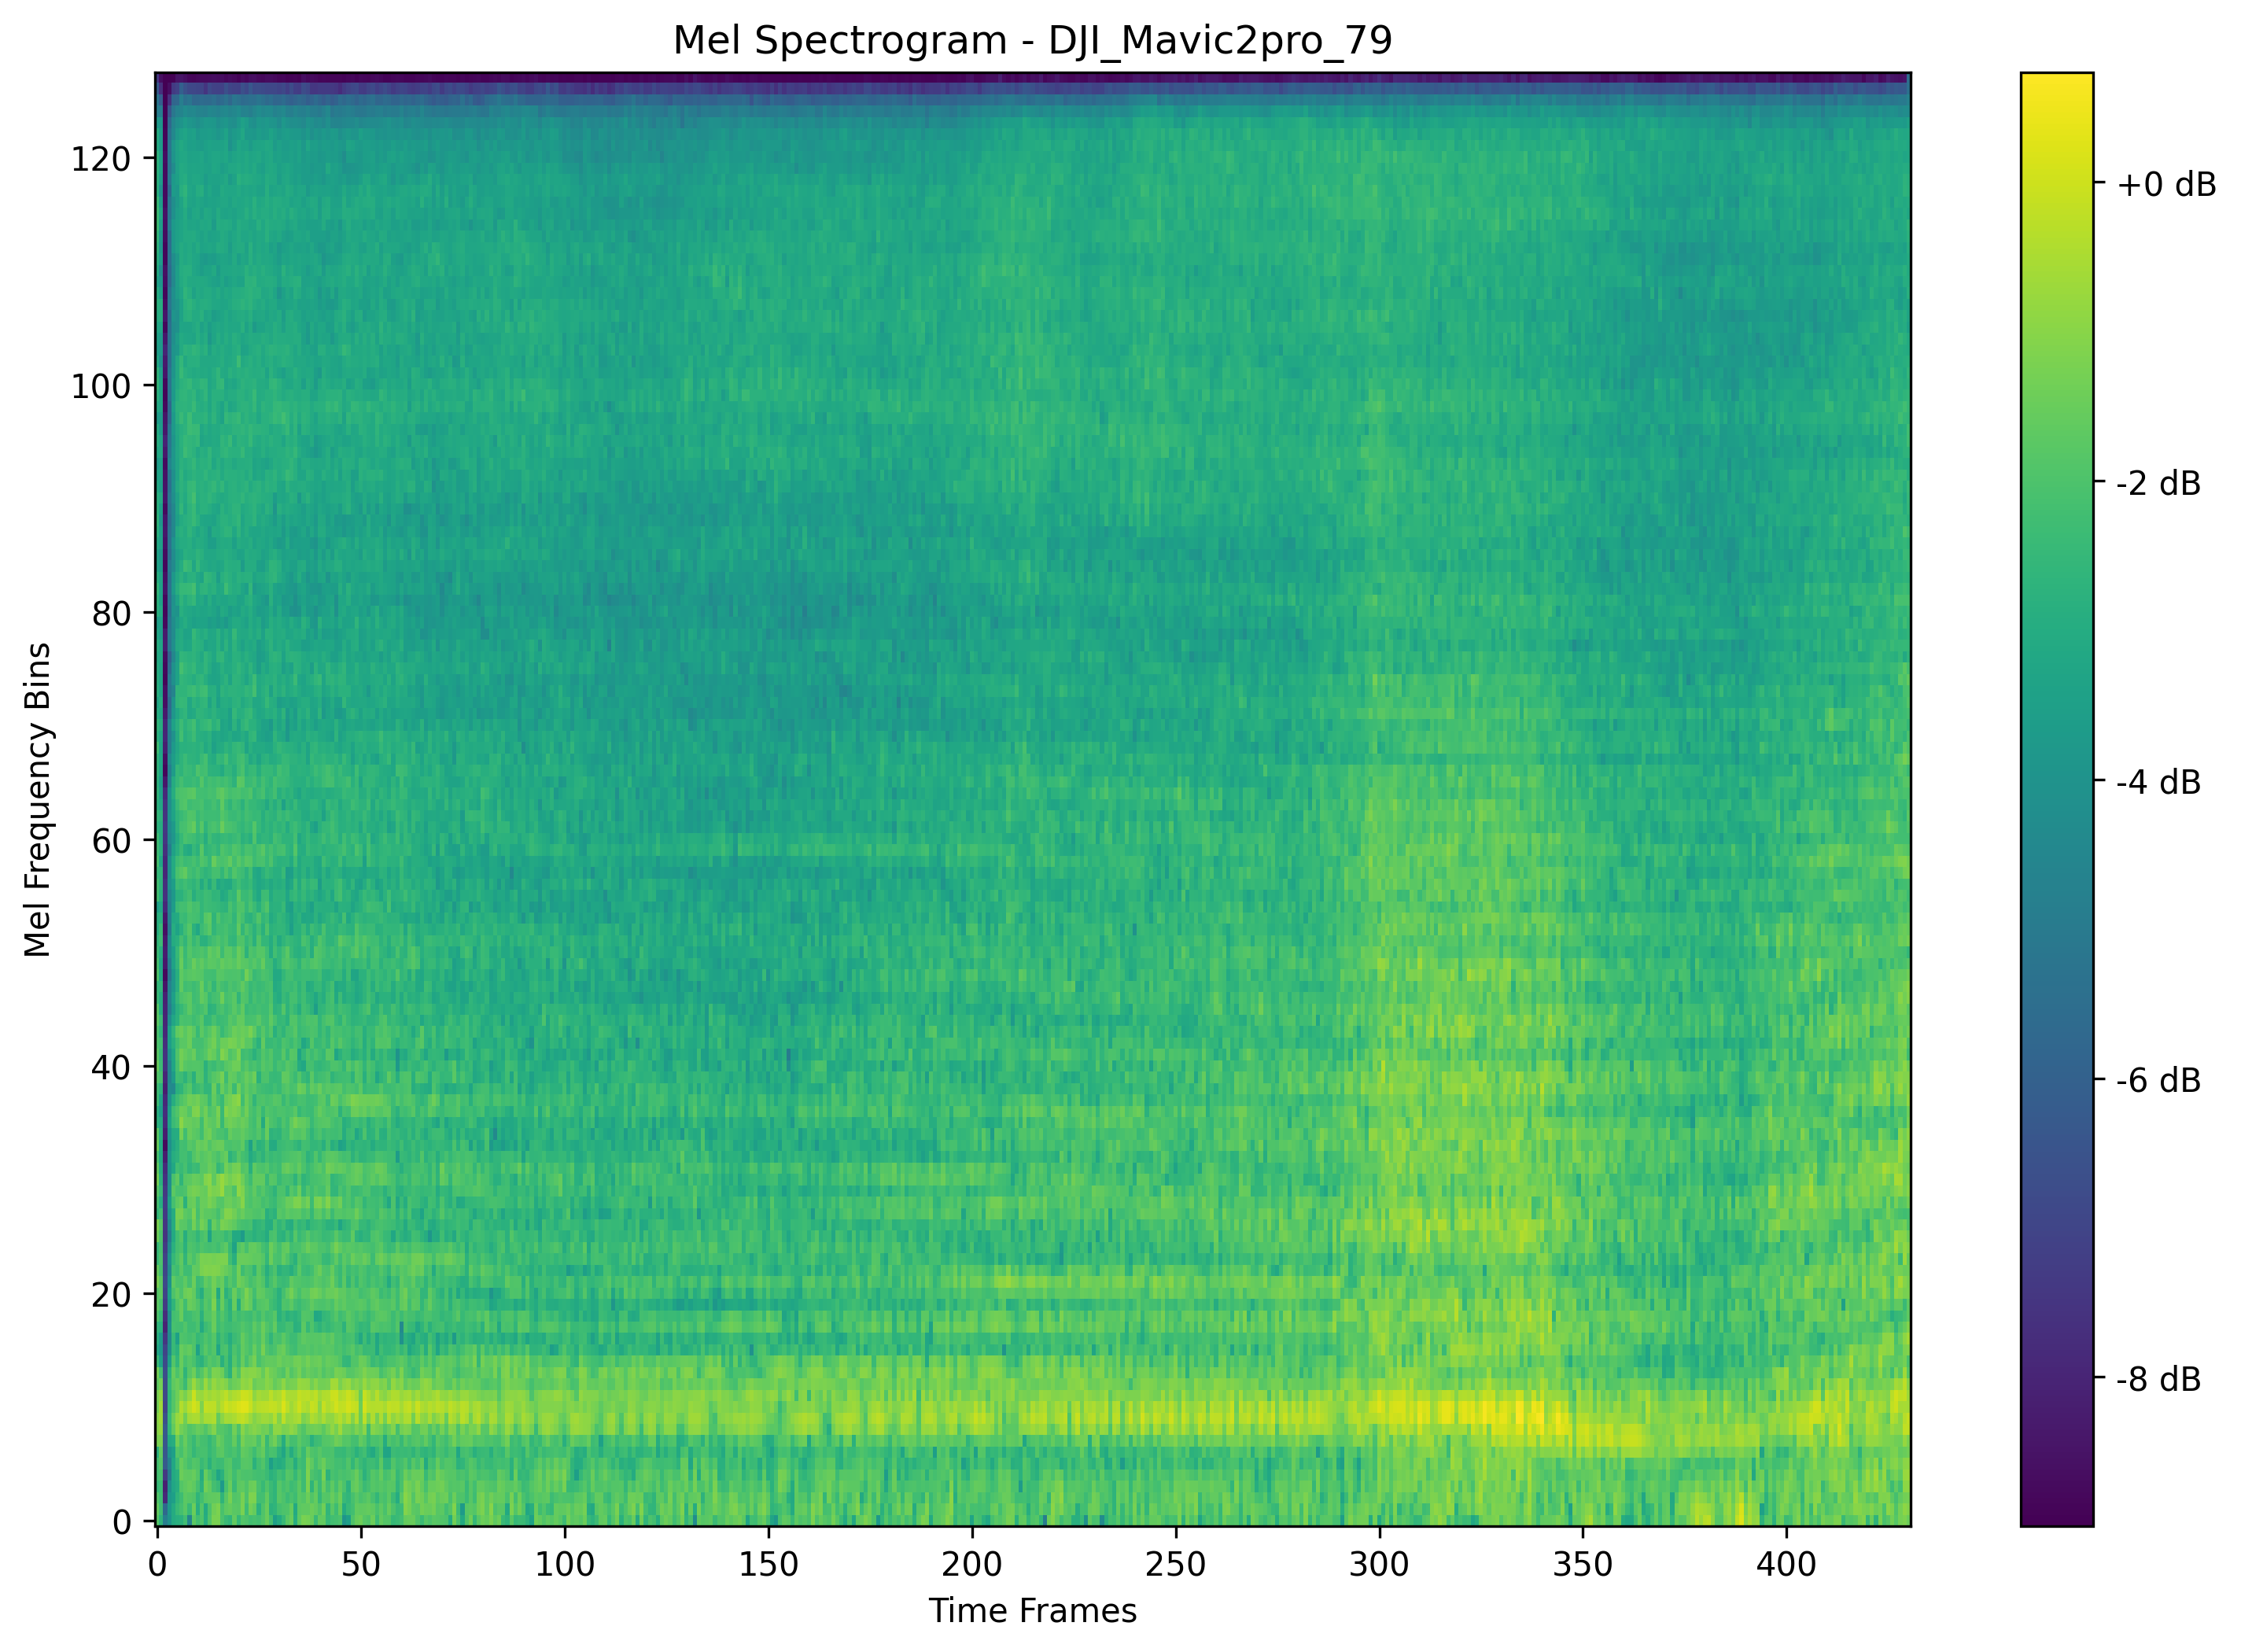 Mel Spectrogram - DJI_Mavic2pro_79
Mel Frequency Bins
120
100
80
60
40
20
0
0 50 100 150 200 250 300 350 400
Time Frames
+0 dB
-2 dB
-4 dB
-6 dB
-8 dB